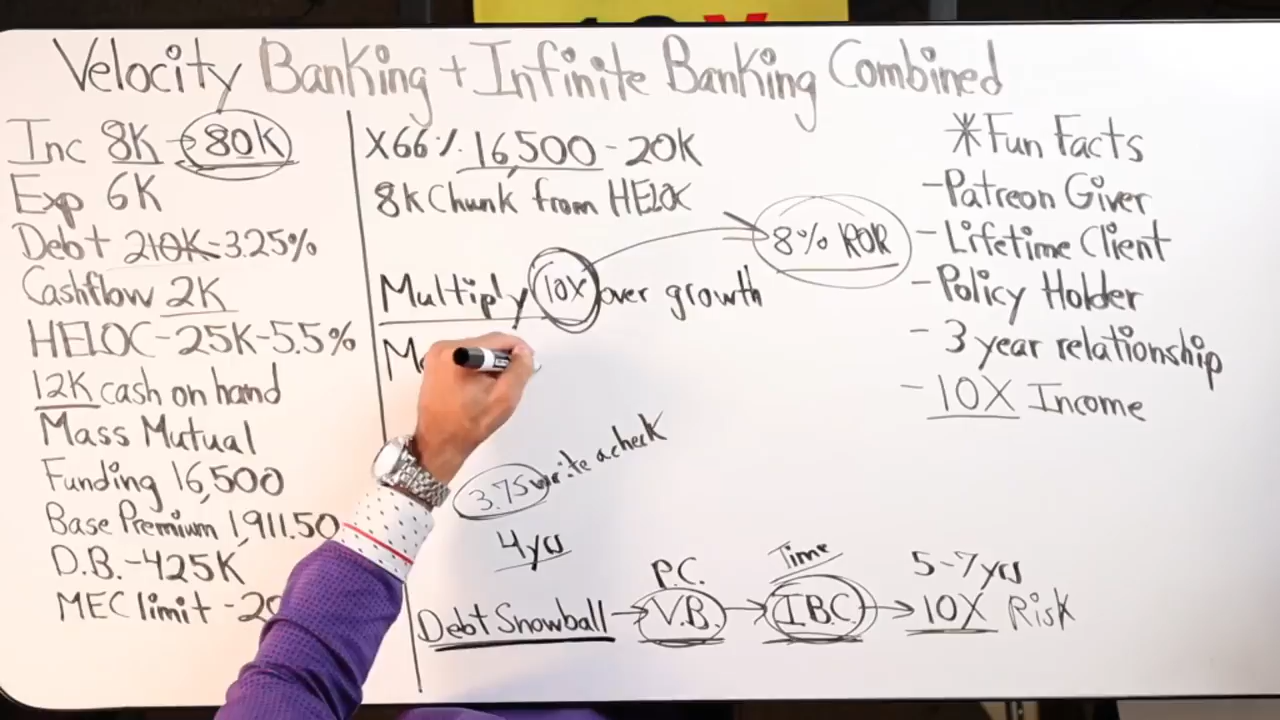 Velocity Banking + Infinite Banking Combined
Inc 8K → 80K
Exp 6K
Debt 210K-3.25%
Cashflow 2K
HELOC-25K-5.5%
12K cash on hand
Mass Mutual
Funding 16,500
Base Premium 1,911.50
D.B.-425K
MEC limit -
X66% 16,500 - 20K
8K Chunk from HELOC
Multiply 10X over growth
8% ROR
3.75 write a check
4yrs
P.C.
Time
5-7yrs
Debt Snowball → V.B. → IBC → 10X Risk
*Fun Facts
-Patreon Giver
-Lifetime Client
-Policy Holder
-3 year relationship
-10X Income